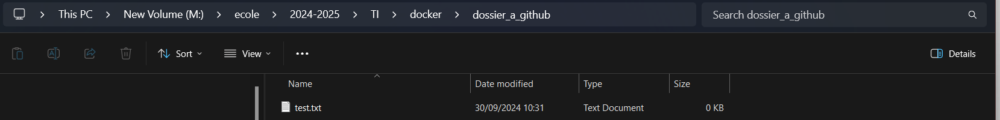 This PC > New Volume (M:) > ecole > 2024-2025 > TI > docker > dossier_a_github
Search dossier_a_github
Sort
View
Details
Name Date modified Type Size
test.txt 30/09/2024 10:31 Text Document 0 KB